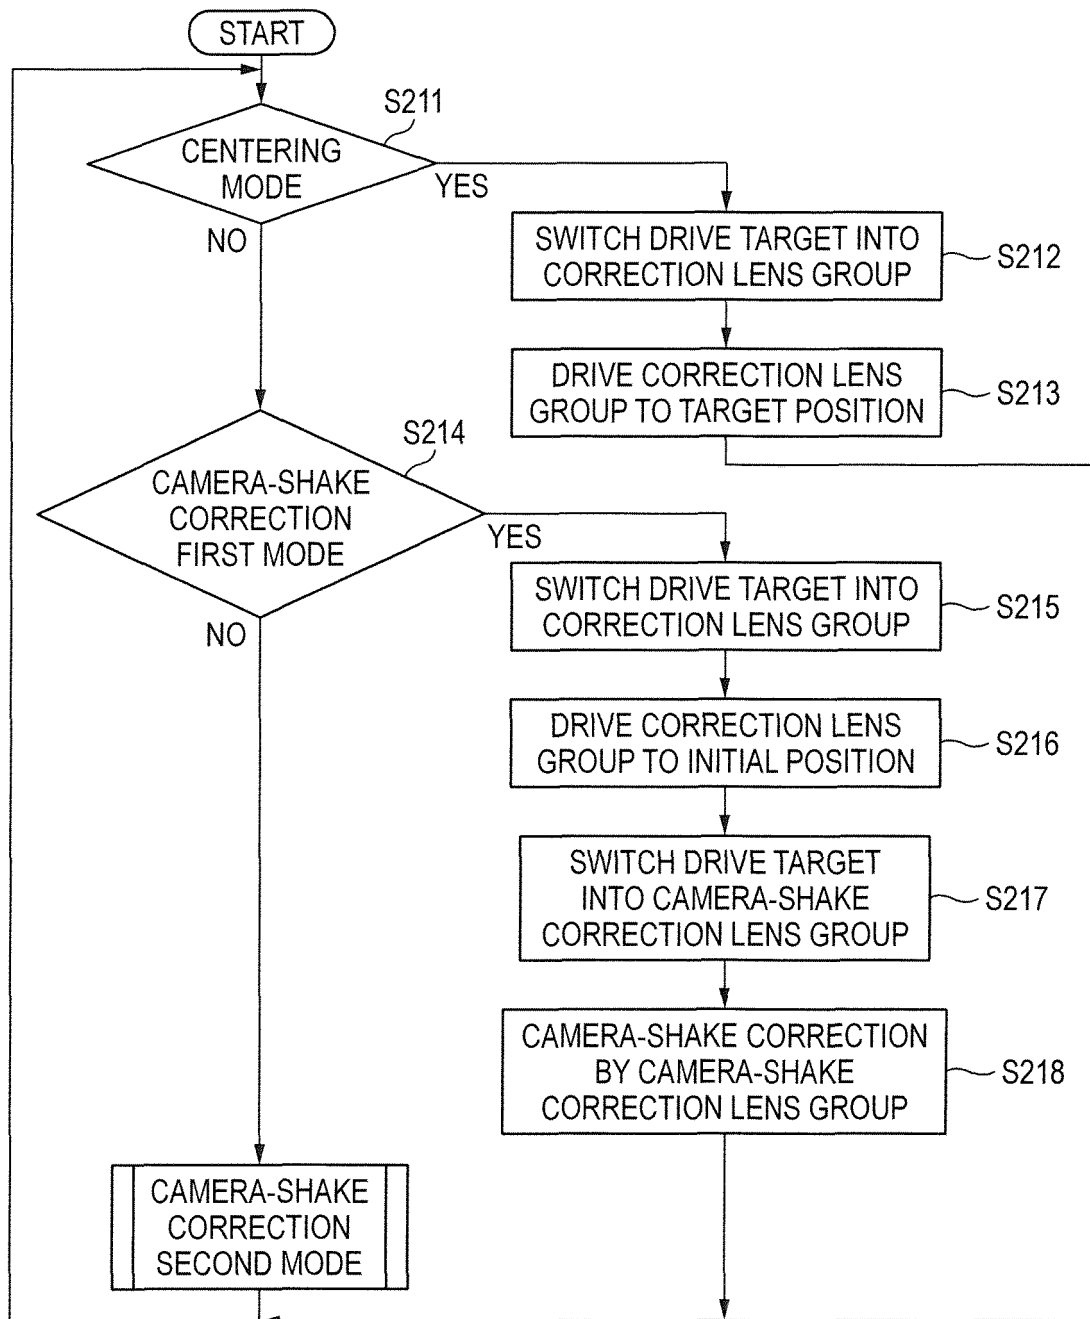 START
S211
CENTERING
MODE
YES
NO
SWITCH DRIVE TARGET INTO
CORRECTION LENS GROUP
S212
DRIVE CORRECTION LENS
GROUP TO TARGET POSITION
S213
S214
CAMERA-SHAKE
CORRECTION
FIRST MODE
YES
NO
SWITCH DRIVE TARGET INTO
CORRECTION LENS GROUP
S215
DRIVE CORRECTION LENS
GROUP TO INITIAL POSITION
S216
SWITCH DRIVE TARGET
INTO CAMERA-SHAKE
CORRECTION LENS GROUP
S217
CAMERA-SHAKE CORRECTION
BY CAMERA-SHAKE
CORRECTION LENS GROUP
S218
CAMERA-SHAKE
CORRECTION
SECOND MODE